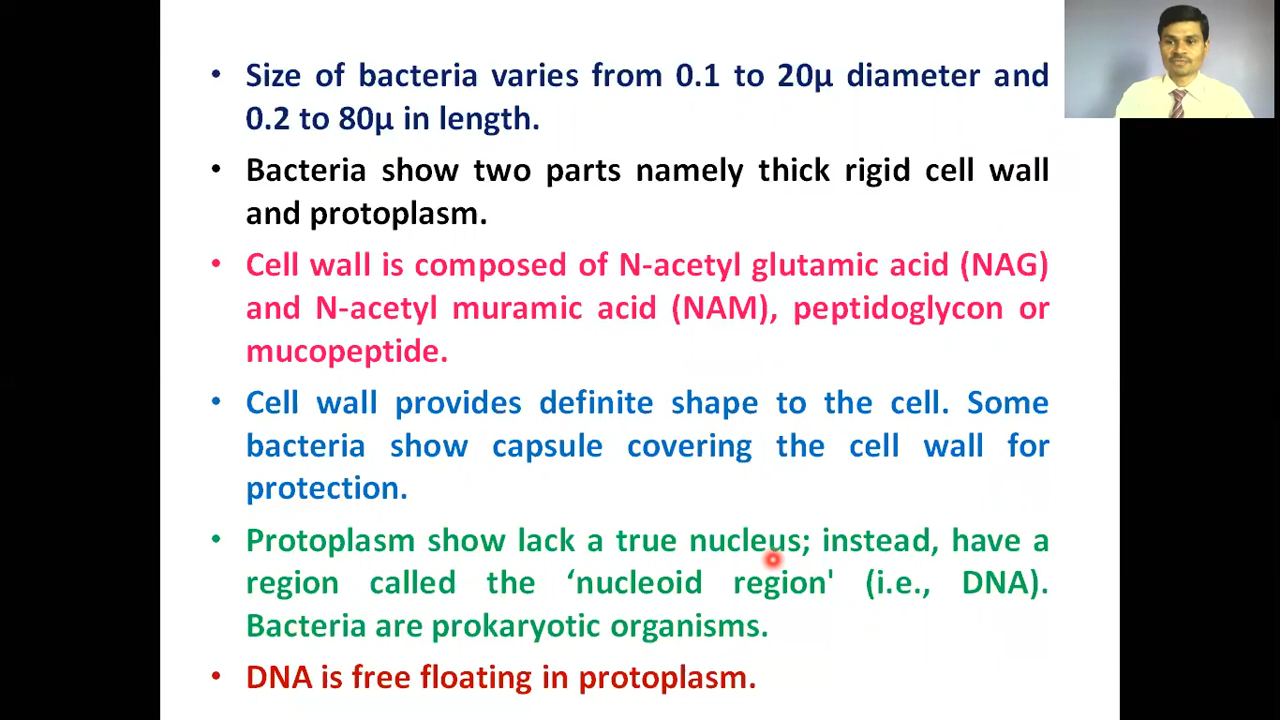 • Size of bacteria varies from 0.1 to 20µ diameter and
0.2 to 80µ in length.
• Bacteria show two parts namely thick rigid cell wall
and protoplasm.
• Cell wall is composed of N-acetyl glutamic acid (NAG)
and N-acetyl muramic acid (NAM), peptidoglycon or
mucopeptide.
• Cell wall provides definite shape to the cell. Some
bacteria show capsule covering the cell wall for
protection.
• Protoplasm show lack a true nucleus; instead, have a
region called the ‘nucleoid region' (i.e., DNA).
Bacteria are prokaryotic organisms.
• DNA is free floating in protoplasm.